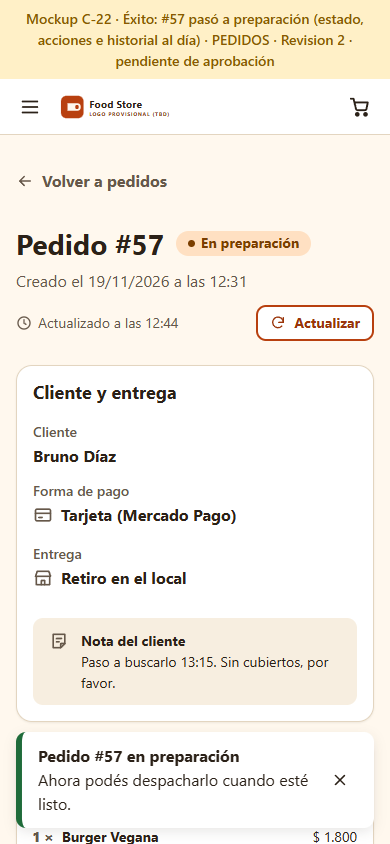 Mockup C-22 · Éxito: #57 pasó a preparación (estado,
acciones e historial al día) · PEDIDOS · Revision 2 ·
pendiente de aprobación
Food Store
LOGO PROVISIONAL (TBD)
Volver a pedidos
Pedido #57
En preparación
Creado el 19/11/2026 a las 12:31
Actualizado a las 12:44
Actualizar
Cliente y entrega
Cliente
Bruno Díaz
Forma de pago
Tarjeta (Mercado Pago)
Entrega
Retiro en el local
Nota del cliente
Paso a buscarlo 13:15. Sin cubiertos, por
favor.
Pedido #57 en preparación
Ahora podés despacharlo cuando esté
listo.
1 × Burger Vegana $ 1.800